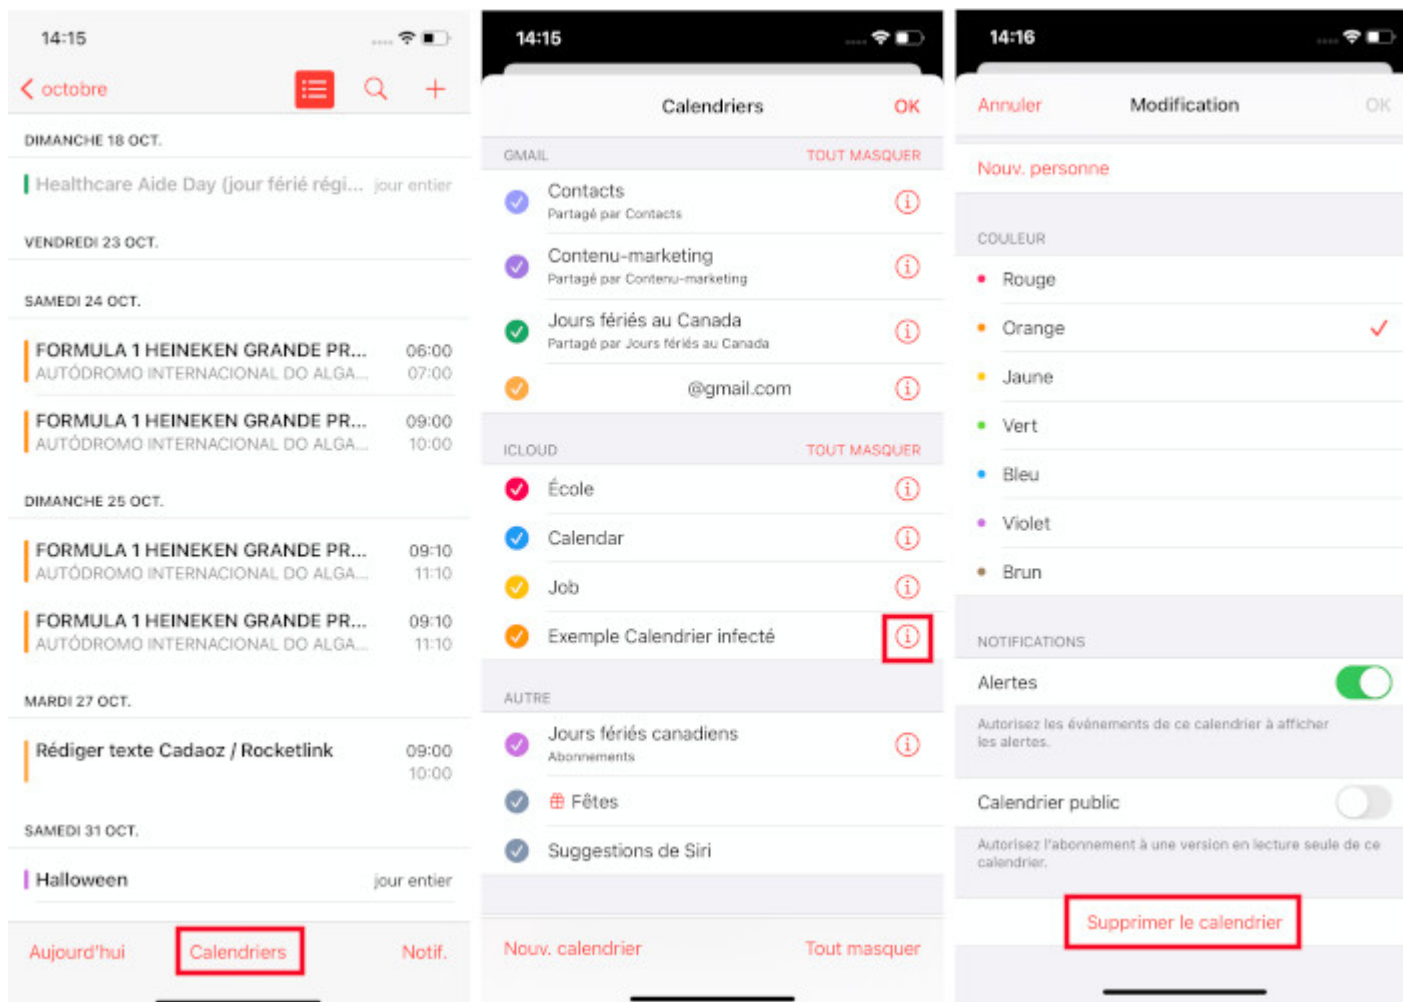 14:15
octobre
DIMANCHE 18 OCT.
Healthcare Aide Day (jour férié régi... jour entier
VENDREDI 23 OCT.
SAMEDI 24 OCT.
FORMULA 1 HEINEKEN GRANDE PR... 06:00
AUTÓDROMO INTERNACIONAL DO ALGA... 07:00
FORMULA 1 HEINEKEN GRANDE PR... 09:00
AUTÓDROMO INTERNACIONAL DO ALGA... 10:00
DIMANCHE 25 OCT.
FORMULA 1 HEINEKEN GRANDE PR... 09:10
AUTÓDROMO INTERNACIONAL DO ALGA... 11:10
FORMULA 1 HEINEKEN GRANDE PR... 09:10
AUTÓDROMO INTERNACIONAL DO ALGA... 11:10
MARDI 27 OCT.
Rédiger texte Cadaoz / Rocketlink 09:00
10:00
SAMEDI 31 OCT.
Halloween jour entier
Aujourd'hui Calendriers Notif.
14:15
Calendriers OK
GMAIL TOUT MASQUER
Contacts
Partagé par Contacts
Contenu-marketing
Partagé par Contenu-marketing
Jours fériés au Canada
Partagé par Jours fériés au Canada
@gmail.com
ICLOUD TOUT MASQUER
École
Calendar
Job
Exemple Calendrier infecté
AUTRE
Jours fériés canadiens
Abonnements
Fêtes
Suggestions de Siri
Nouv. calendrier Tout masquer
14:16
Annuler Modification OK
Nouv. personne
COULEUR
Rouge
Orange
Jaune
Vert
Bleu
Violet
Brun
NOTIFICATIONS
Alertes
Autorisez les événements de ce calendrier à afficher
les alertes.
Calendrier public
Autorisez l'abonnement à une version en lecture seule de ce
calendrier.
Supprimer le calendrier